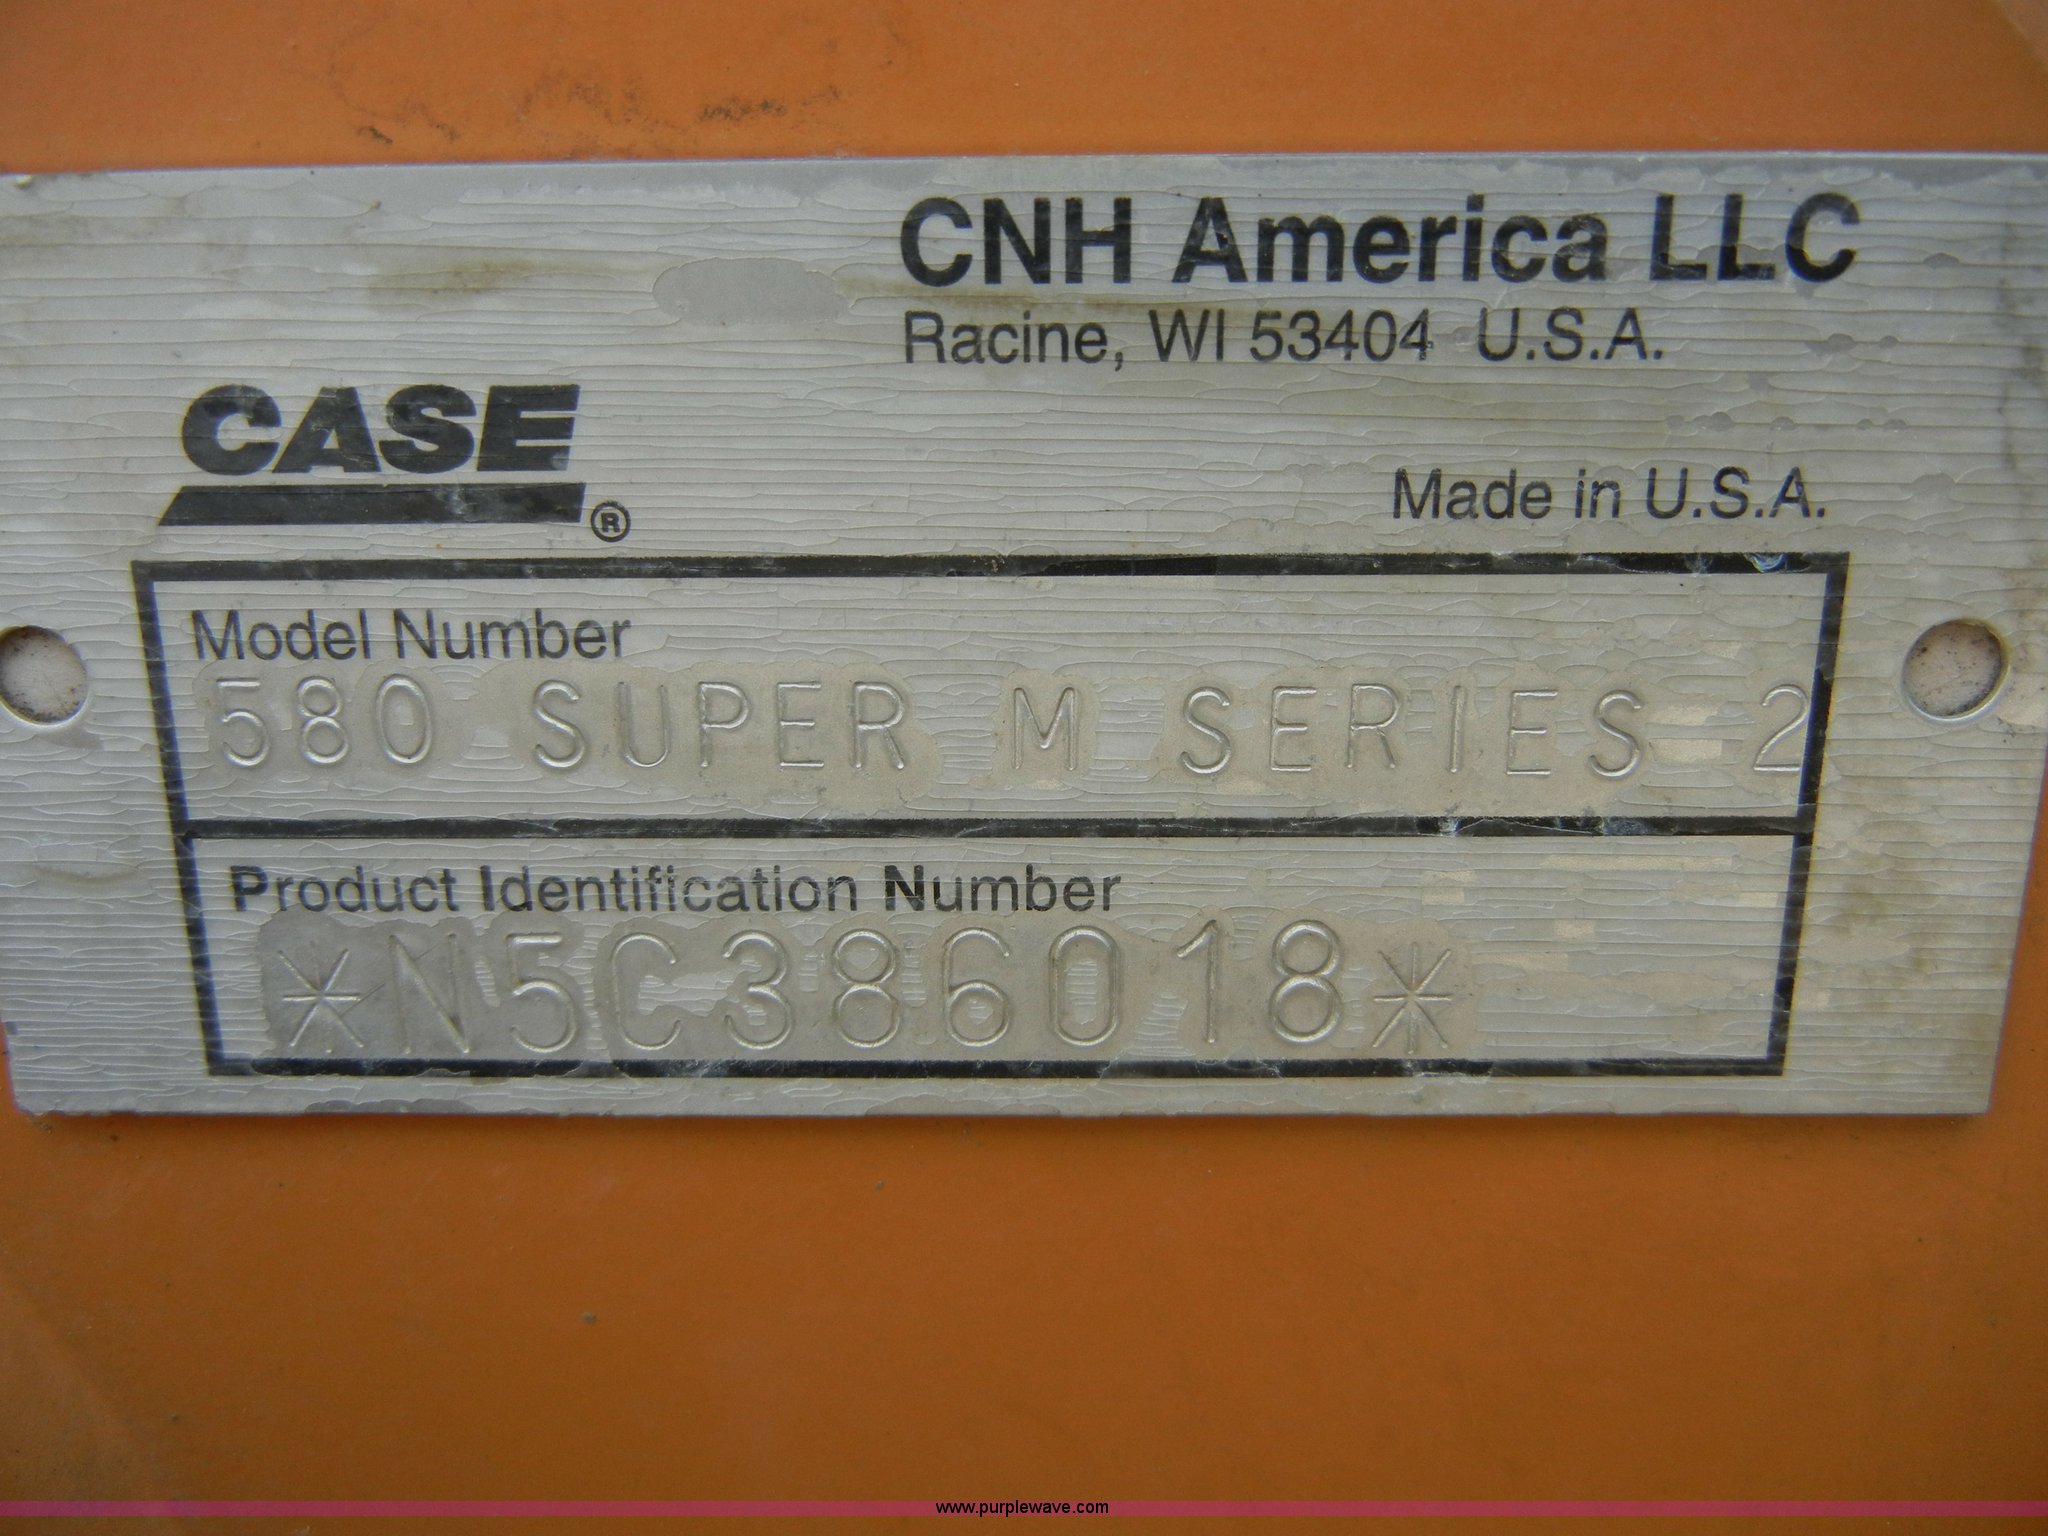 CNH America LLC
Racine, WI 53404 U.S.A.
CASE
®
Made in U.S.A.
Model Number
580 SUPER M SERIES 2
Product Identification Number
*N5C386018*
www.purplewave.com